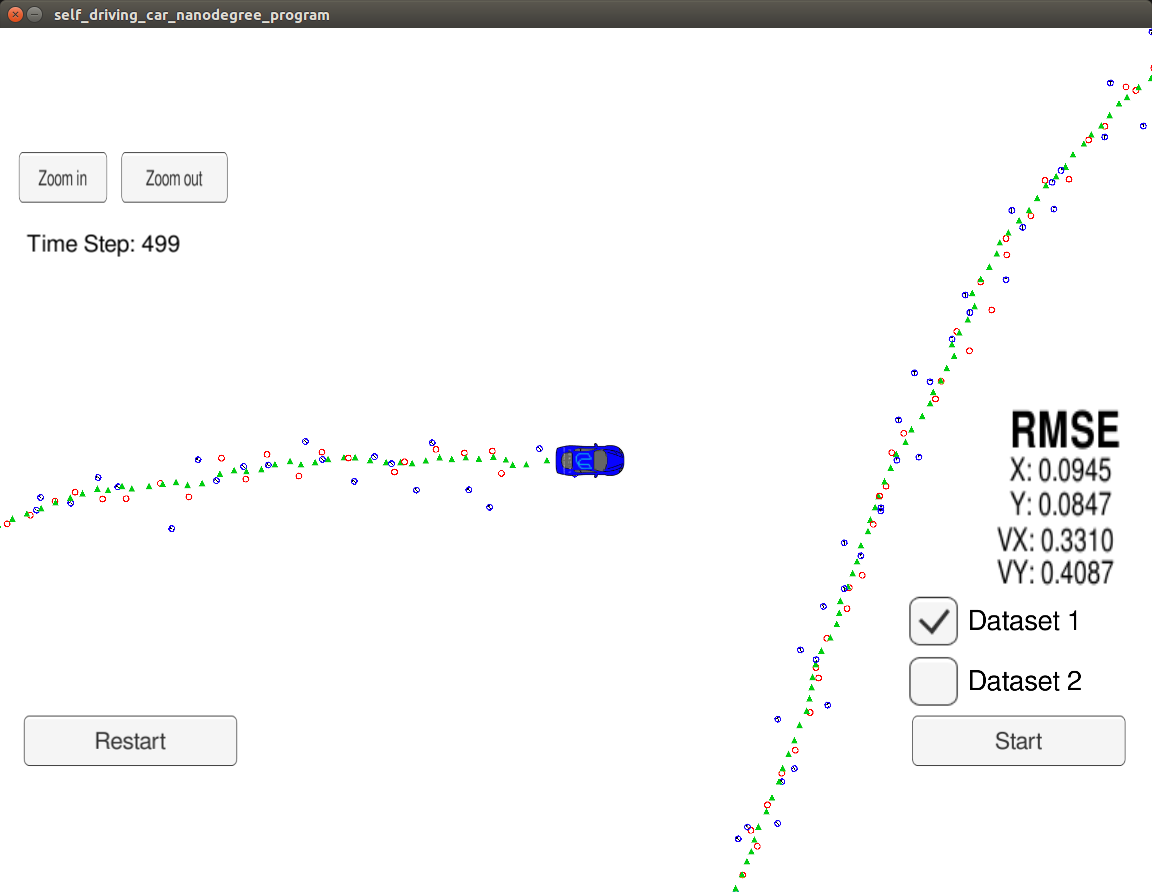 self_driving_car_nanodegree_program
Zoom in
Zoom out
Time Step: 499
RMSE
X: 0.0945
Y: 0.0847
VX: 0.3310
VY: 0.4087
Dataset 1
Dataset 2
Restart
Start